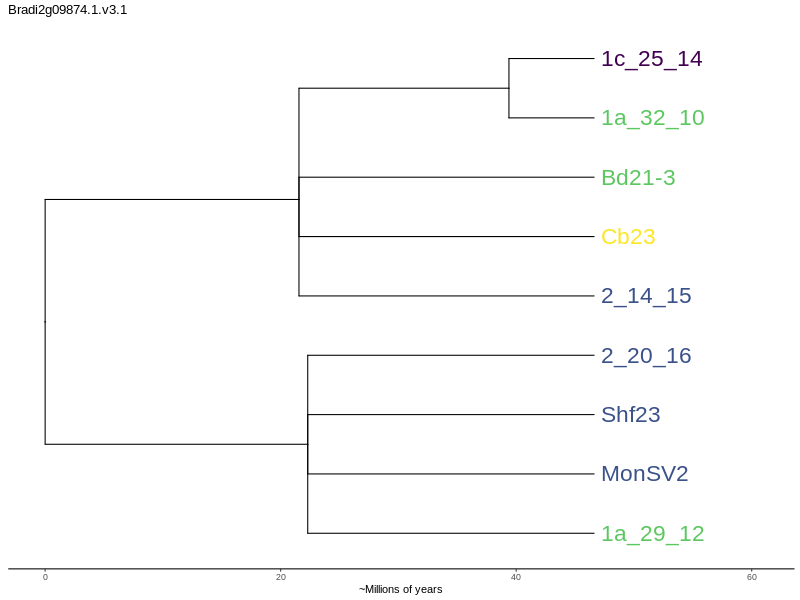 Bradi2g09874.1.v3.1
1c_25_14
1a_32_10
Bd21-3
Cb23
2_14_15
2_20_16
Shf23
MonSV2
1a_29_12
0 20 40 60
~Millions of years